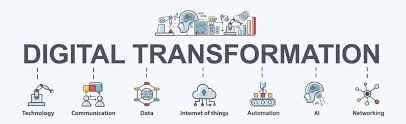 DIGITAL TRANSFORMATION
Technology
Communication
Data
Internet of things
Automation
AI
Networking